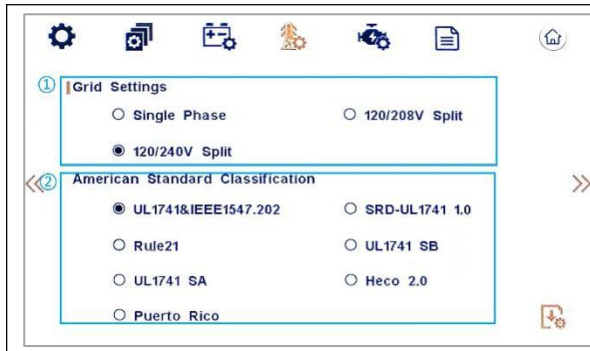 ① Grid Settings
Single Phase 120/208V Split
120/240V Split
② American Standard Classification
UL1741&IEEE1547.202 SRD-UL1741 1.0
Rule21 UL1741 SB
UL1741 SA Heco 2.0
Puerto Rico